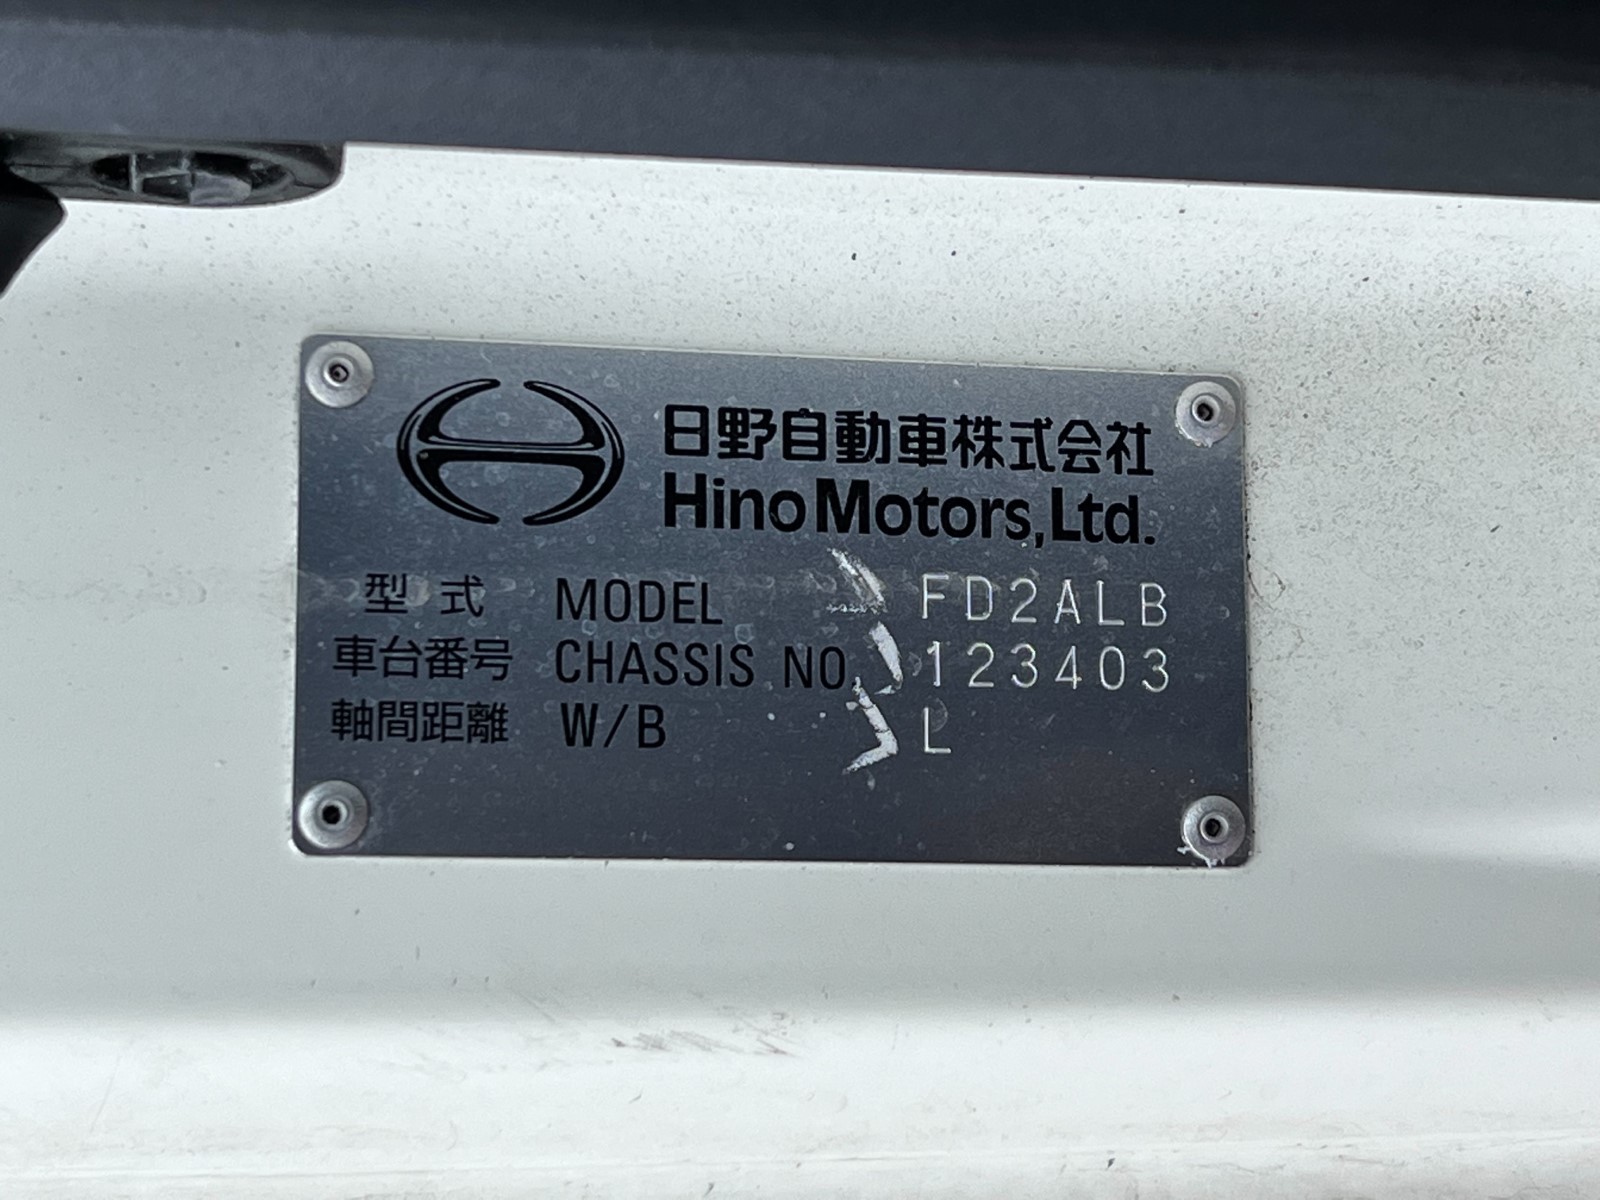 日野自動車株式会社
Hino Motors, Ltd.
型式 MODEL FD2ALB
車台番号 CHASSIS NO. 123403
軸間距離 W/B L